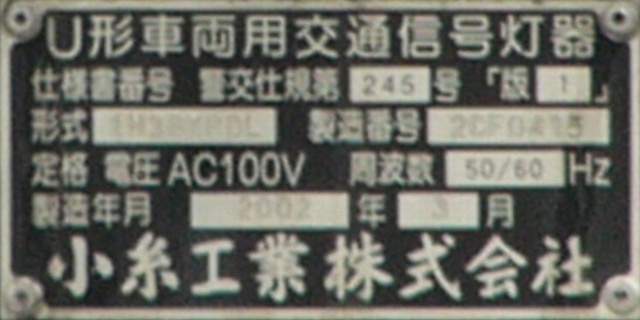 U形車両用交通信号灯器
仕様書番号 警交仕規第 245 号 「版 1 」
形式 製造番号
定格 電圧 AC100V 周波数 50/60 Hz
製造年月 2002 年 3 月
小糸工業株式会社